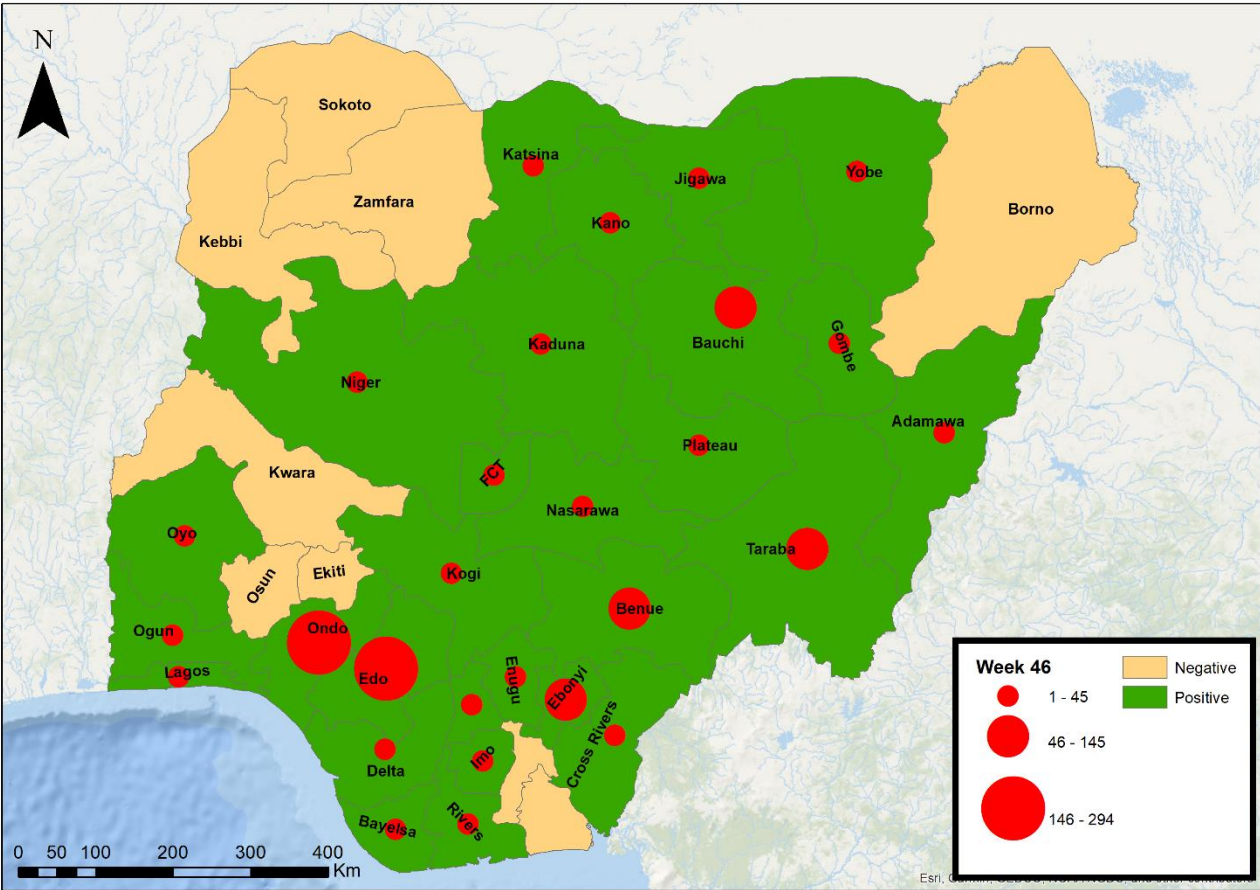 N
Sokoto
Katsina
Jigawa
Yobe
Zamfara
Borno
Kano
Kebbi
Bauchi
Gombe
Kaduna
Niger
Adamawa
Plateau
Kwara
FCT
Nasarawa
Oyo
Taraba
Osun
Ekiti
Kogi
Benue
Ogun
Ondo
Lagos
Edo
Enugu
Ebonyi
Cross Rivers
Delta
Imo
Bayelsa
Rivers
Week 46
1 - 45
46 - 145
146 - 294
Negative
Positive
0 50 100 200 300 400
Km
Esri,